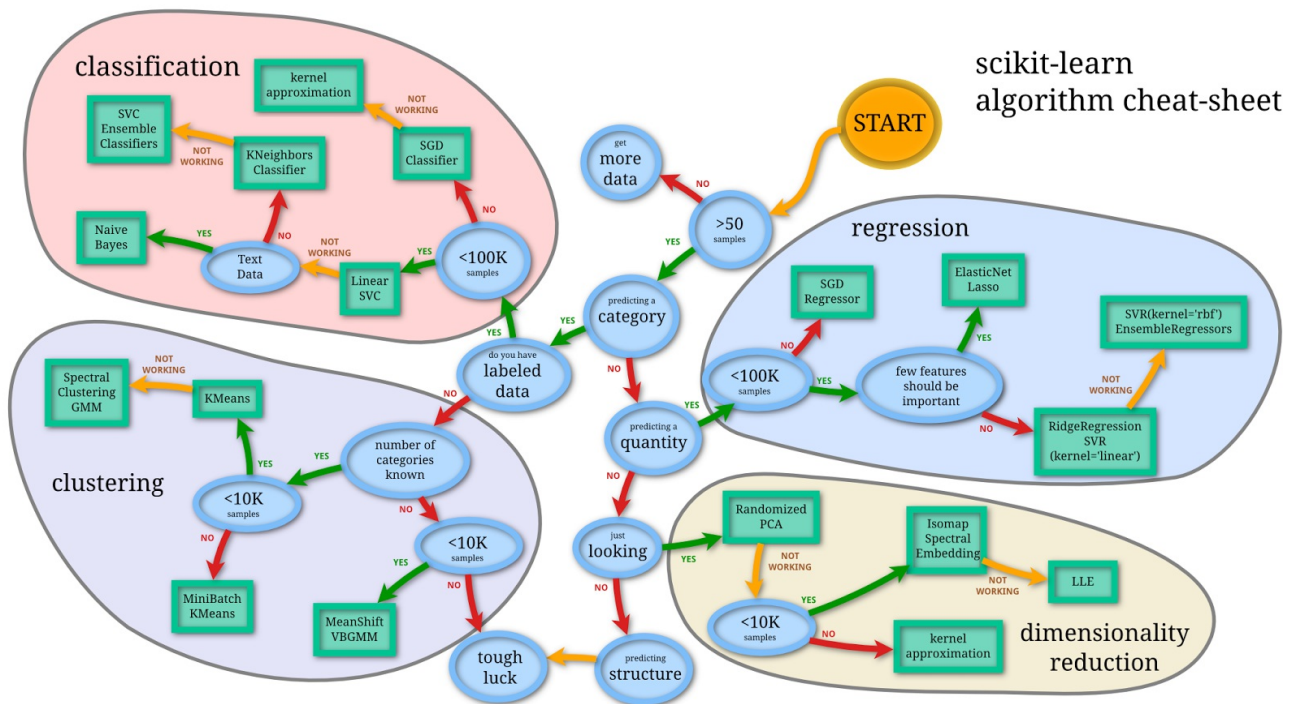 scikit-learn
algorithm cheat-sheet
START
get
more
data
NO
>50
samples
YES
predicting a
category
YES
NO
do you have
labeled
data
YES
NO
predicting a
quantity
YES
NO
just
looking
YES
NO
predicting
structure
tough
luck
classification
kernel
approximation
NOT
WORKING
SGD
Classifier
NO
<100K
samples
YES
Linear
SVC
NOT
WORKING
Text
Data
YES
Naive
Bayes
NO
KNeighbors
Classifier
NOT
WORKING
SVC
Ensemble
Classifiers
regression
<100K
samples
NO
SGD
Regressor
YES
few features
should be
important
YES
ElasticNet
Lasso
NO
RidgeRegression
SVR
(kernel='linear')
NOT
WORKING
SVR(kernel='rbf')
EnsembleRegressors
clustering
number of
categories
known
YES
<10K
samples
YES
KMeans
NOT
WORKING
Spectral
Clustering
GMM
NO
MiniBatch
KMeans
NO
<10K
samples
YES
MeanShift
VBGMM
NO
dimensionality
reduction
Randomized
PCA
NOT
WORKING
<10K
samples
YES
Isomap
Spectral
Embedding
NOT
WORKING
LLE
NO
kernel
approximation